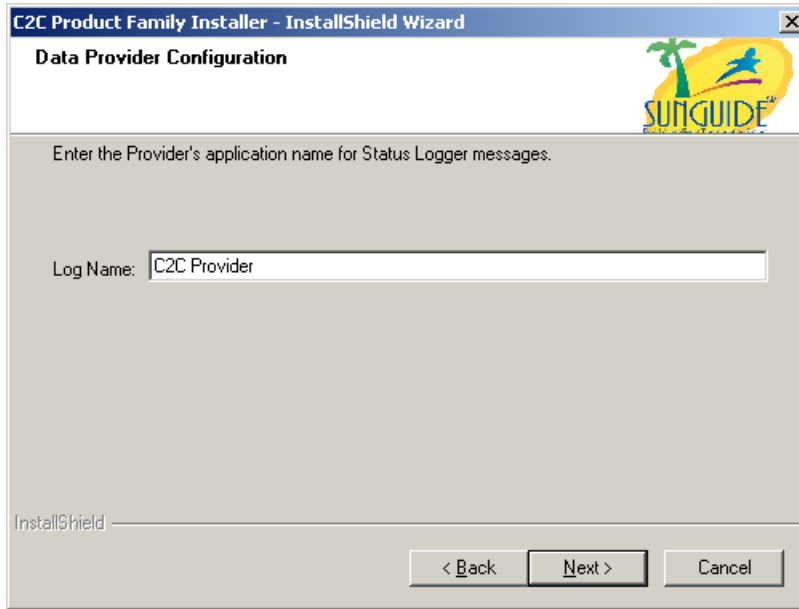 C2C Product Family Installer - InstallShield Wizard
Data Provider Configuration
SUNGUIDE
Enter the Provider's application name for Status Logger messages.
Log Name: C2C Provider
InstallShield
< Back Next > Cancel